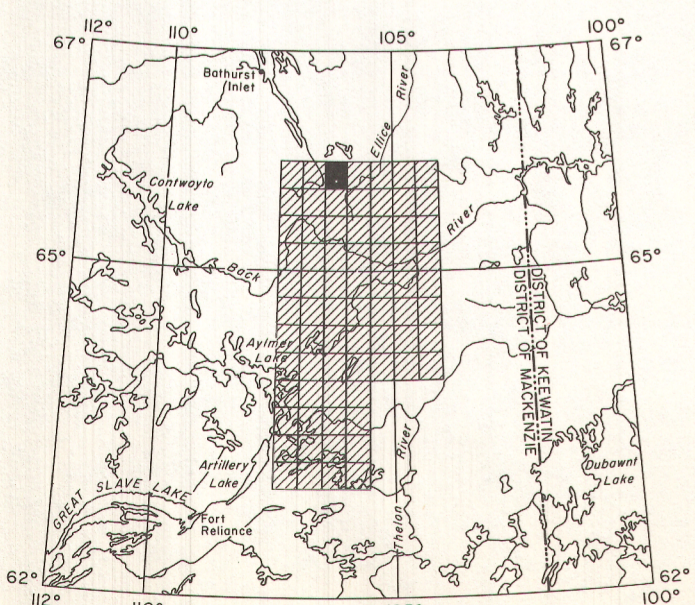 112°
110°
105°
100°
67°
67°
Bathurst
Inlet
River
Ellice
Contwoyto
Lake
River
65°
65°
Back
DISTRICT OF KEEWATIN
DISTRICT OF MACKENZIE
Aylmer
Lake
River
Artillery
Lake
Dubawnt
Lake
GREAT SLAVE LAKE
Fort
Reliance
Thelon
62°
62°
112°
100°